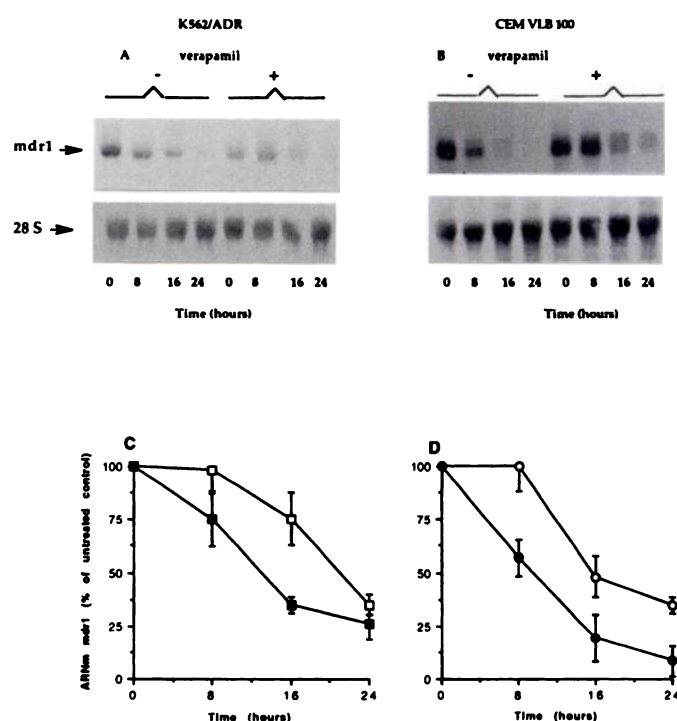 K562/ADR
CEM VLB 100
A verapamil
B verapamil
- +
- +
mdr1
28 S
0 8 16 24 0 8 16 24
0 8 16 24 0 8 16 24
Time (hours)
Time (hours)
C
D
ARNm mdr1 (% of untreated control)
100
75
50
25
0
0 8 16 24
Time (hours)
100
75
50
25
0
0 8 16 24
Time (hours)